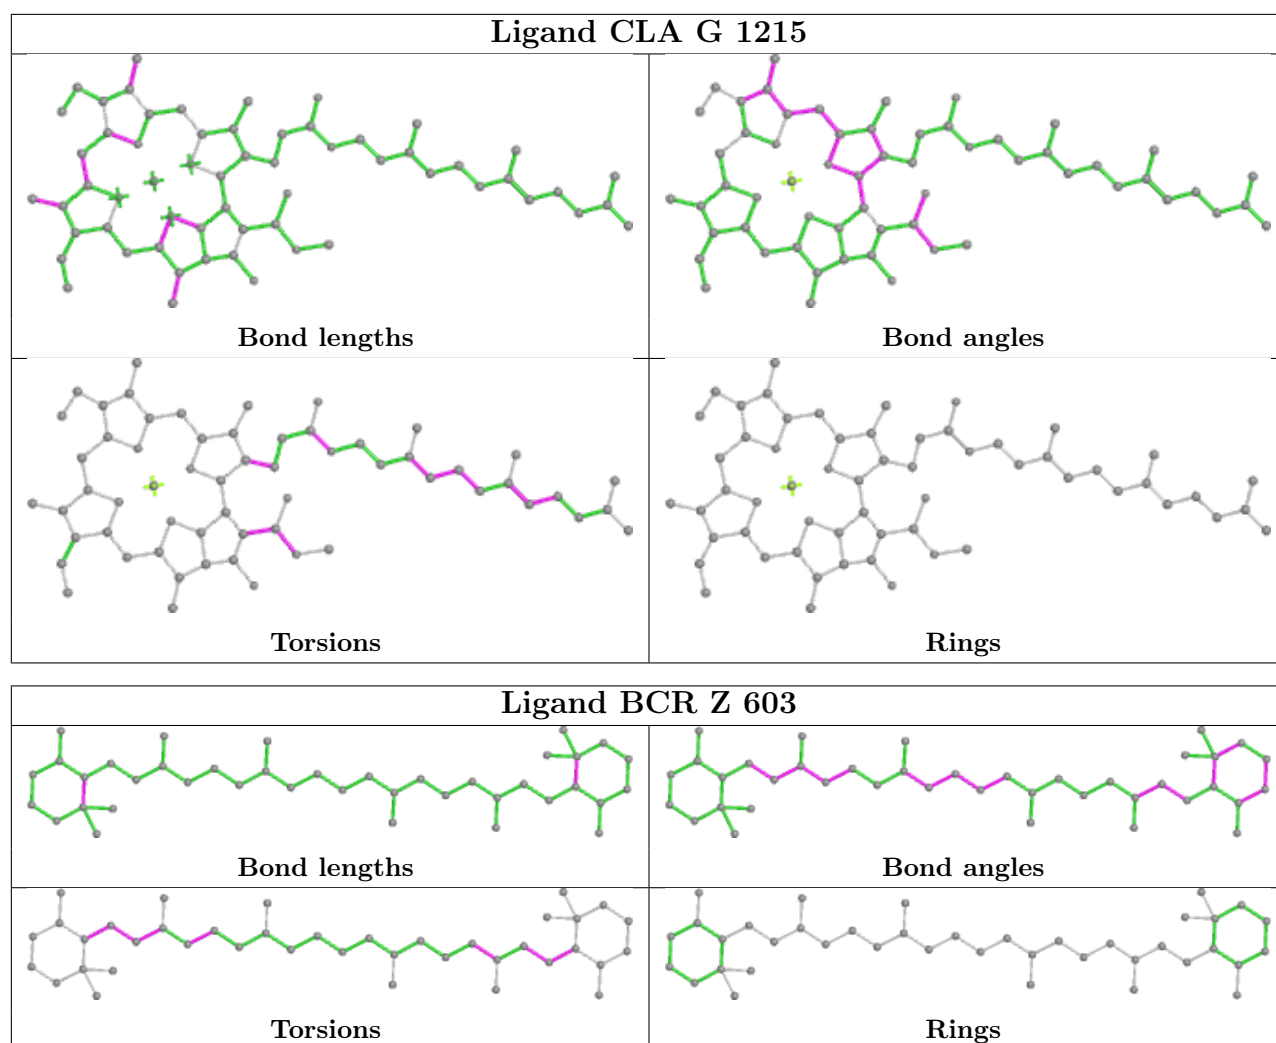 Ligand CLA G 1215
Bond lengths
Bond angles
Torsions
Rings
Ligand BCR Z 603
Bond lengths
Bond angles
Torsions
Rings